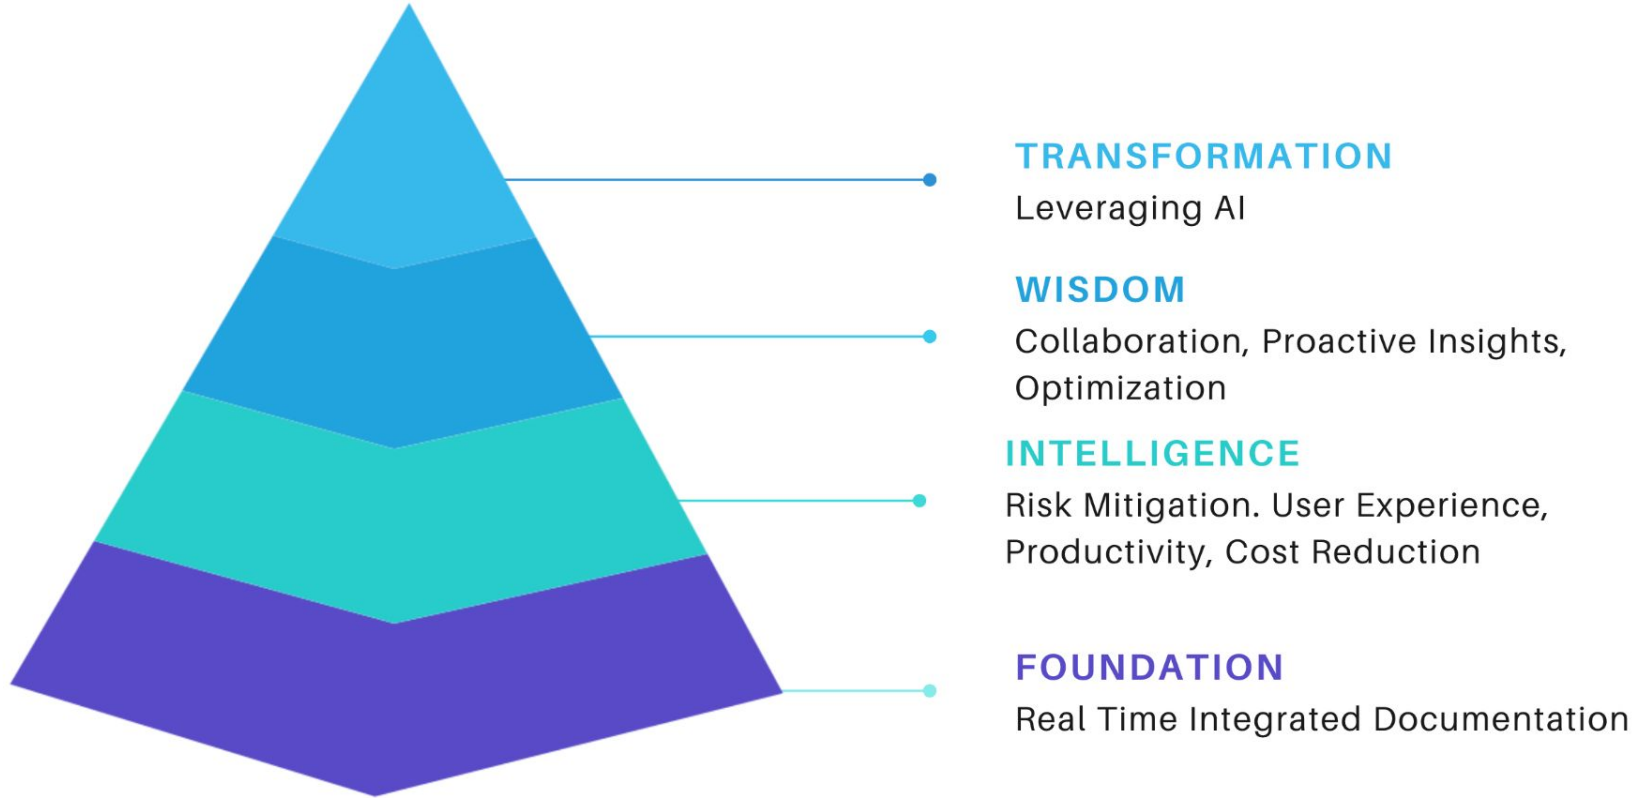 TRANSFORMATION
Leveraging AI
WISDOM
Collaboration, Proactive Insights,
Optimization
INTELLIGENCE
Risk Mitigation. User Experience,
Productivity, Cost Reduction
FOUNDATION
Real Time Integrated Documentation